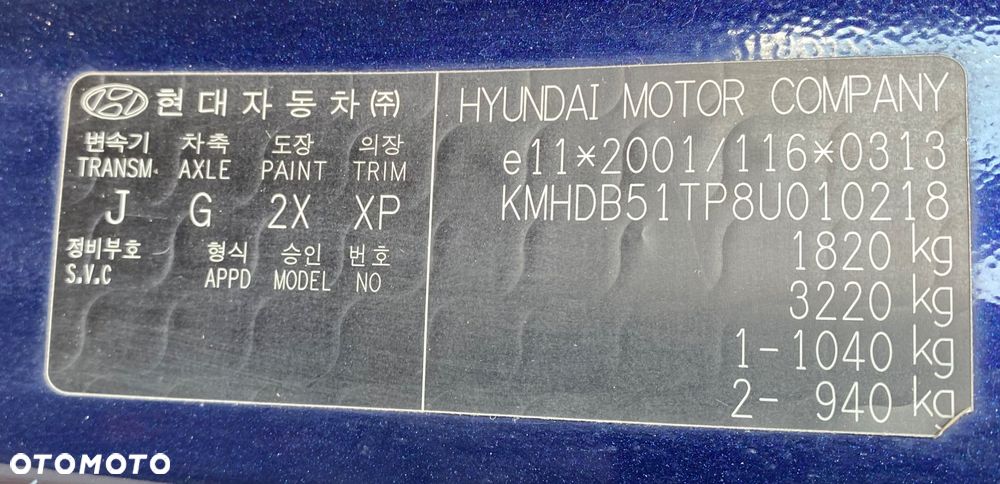 현대자동차㈜
변속기 차축 도장 의장
TRANSM. AXLE PAINT TRIM
J G 2X XP
정비부호 형식 승인 번호
S.V.C APPD MODEL NO
HYUNDAI MOTOR COMPANY
e11*2001/116*0313
KMHDB51TP8U010218
1820 kg
3220 kg
1- 1040 kg
2- 940 kg
OTOMOTO